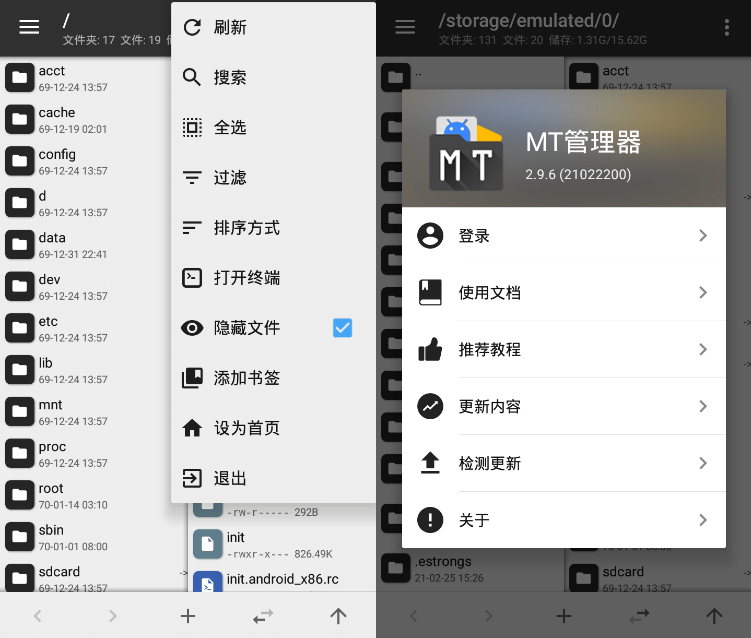 /
文件夹: 17 文件: 19
acct
69-12-24 13:57
cache
69-12-19 02:01
config
69-12-24 13:57
d
69-12-24 13:57
data
69-12-31 22:41
dev
69-12-24 13:57
etc
69-12-24 13:57
lib
69-12-24 13:57
mnt
69-12-24 13:57
proc
69-12-24 13:57
root
70-01-14 03:10
sbin
70-01-01 08:00
sdcard
69-12-24 13:57
->
刷新
搜索
全选
过滤
排序方式
打开终端
隐藏文件
添加书签
设为首页
退出
-rw-r----- 292B
init
-rwxr-x--- 826.49K
init.android_x86.rc
/storage/emulated/0/
文件夹: 131 文件: 20 储存: 1.31G/15.62G
..
acct
69-12-24 13:57
MT
MT管理器
2.9.6 (21022200)
登录
使用文档
推荐教程
更新内容
检测更新
关于
.estrongs
21-02-25 15:26
sdcard
69-12-24 13:57